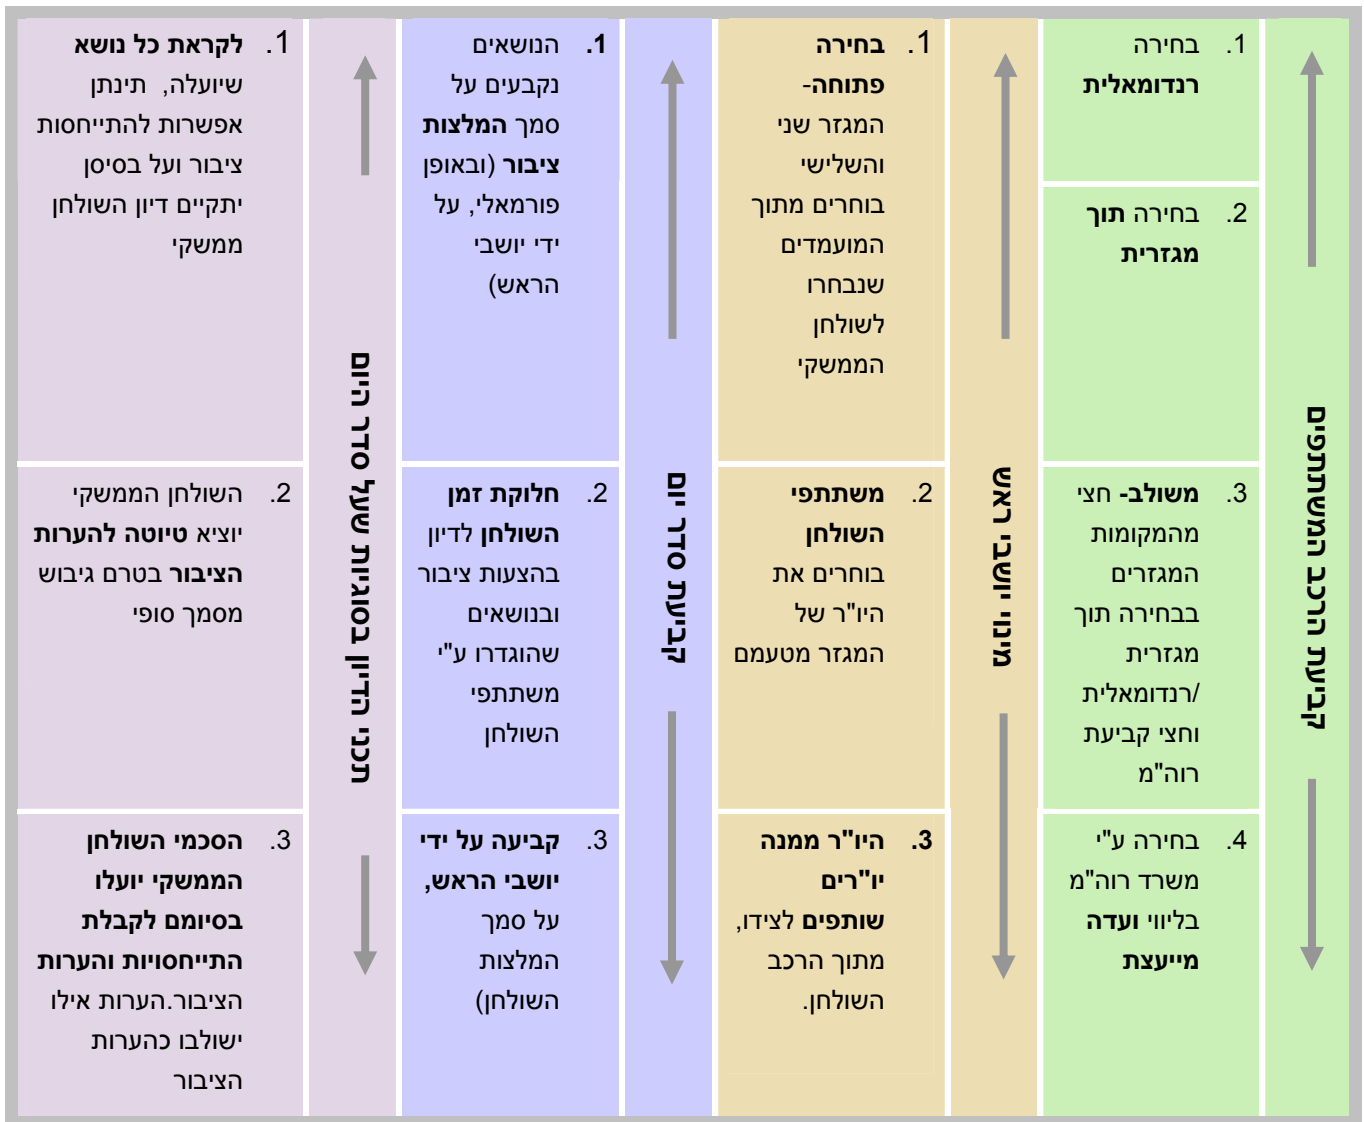 קביעת הרכב המשתתפים
1. בחירה
רנדומאלית
2. בחירה תוך
מגזרית
3. משולב- חצי
מהמקומות
המגזרים
בבחירה תוך
מגזרית
/רנדומאלית
וחצי קביעת
רוה"מ
4. בחירה ע"י
משרד רוה"מ
בליווי ועדה
מייעצת
מינוי יושבי ראש
1. בחירה
פתוחה-
המגזר שני
והשלישי
בוחרים מתוך
המועמדים
שנבחרו
לשולחן
הממשקי
2. משתתפי
השולחן
בוחרים את
היו"ר של
המגזר מטעמם
3. היו"ר ממנה
יו"רים
שותפים לצידו,
מתוך הרכב
השולחן.
קביעת סדר יום
1. הנושאים
נקבעים על
סמך המלצות
ציבור (ובאופן
פורמאלי, על
ידי יושבי
הראש)
2. חלוקת זמן
השולחן לדיון
בהצעות ציבור
ובנושאים
שהוגדרו ע"י
משתתפי
השולחן
3. קביעה על ידי
יושבי הראש,
על סמך
המלצות
השולחן)
תכני הדיון בסוגיות שעל סדר היום
1. לקראת כל נושא
שיועלה, תינתן
אפשרות להתייחסות
ציבור ועל בסיסן
יתקיים דיון השולחן
ממשקי
2. השולחן הממשקי
יוציא טיוטה להערות
הציבור בטרם גיבוש
מסמך סופי
3. הסכמי השולחן
הממשקי יועלו
בסיומם לקבלת
התייחסויות והערות
הציבור.הערות אילו
ישולבו כהערות
הציבור